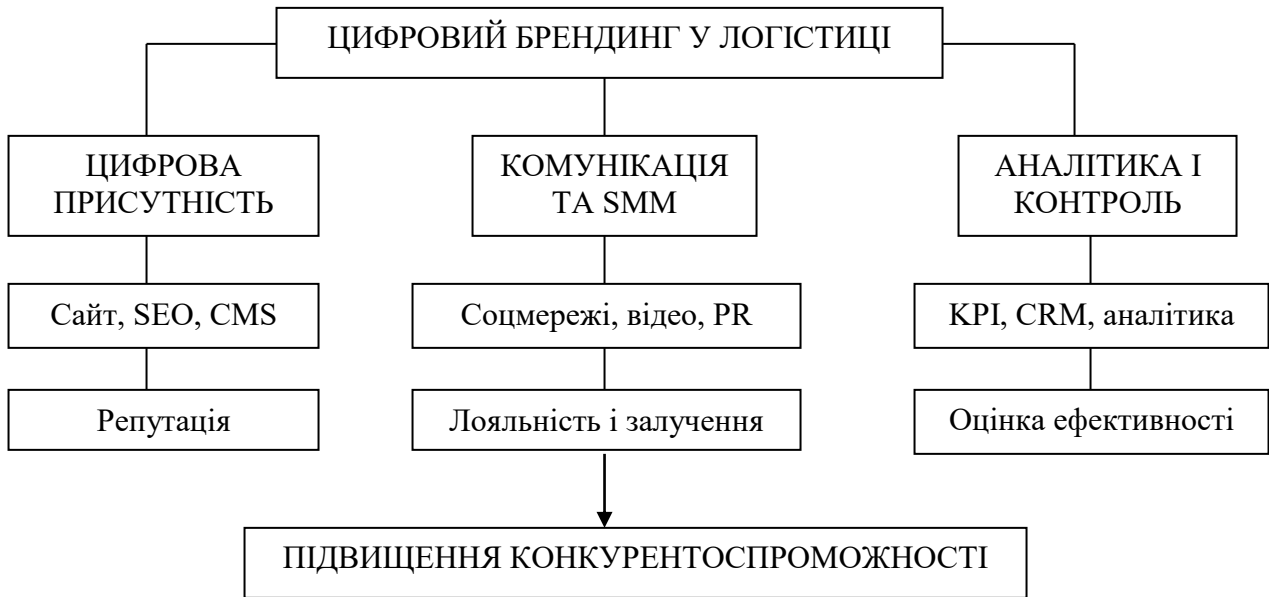 ЦИФРОВИЙ БРЕНДИНГ У ЛОГІСТИЦІ
ЦИФРОВА
ПРИСУТНІСТЬ
КОМУНІКАЦІЯ
ТА SMM
АНАЛІТИКА І
КОНТРОЛЬ
Сайт, SEO, CMS
Соцмережі, відео, PR
KPI, CRM, аналітика
Репутація
Лояльність і залучення
Оцінка ефективності
ПІДВИЩЕННЯ КОНКУРЕНТОСПРОМОЖНОСТІ